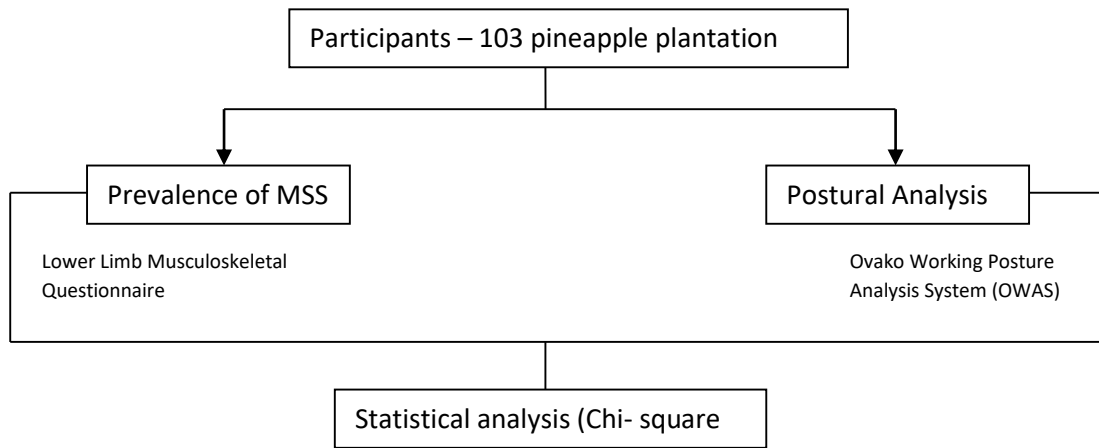 Participants – 103 pineapple plantation
Prevalence of MSS
Postural Analysis
Lower Limb Musculoskeletal
Questionnaire
Ovako Working Posture
Analysis System (OWAS)
Statistical analysis (Chi- square